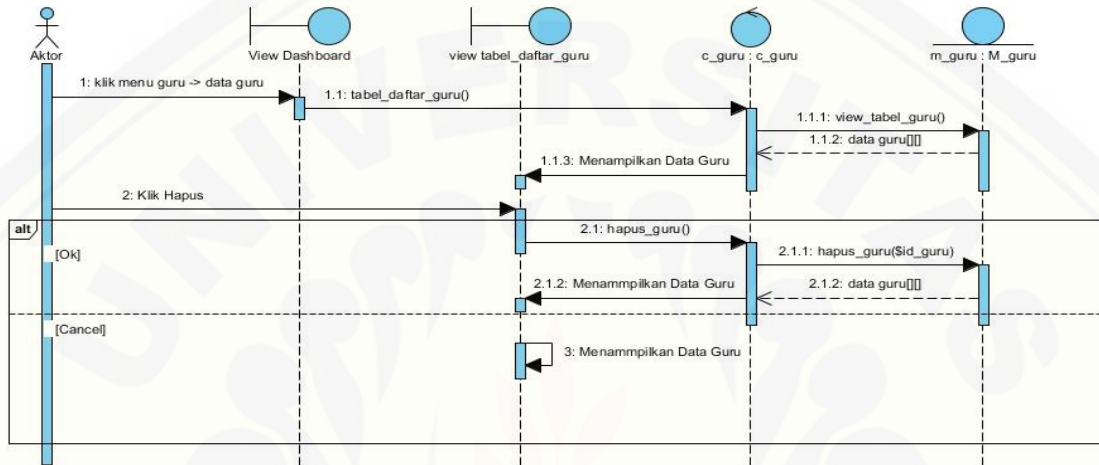 Aktor
View Dashboard
view tabel_daftar_guru
c_guru : c_guru
m_guru : M_guru
1: klik menu guru -> data guru
1.1: tabel_daftar_guru()
1.1.1: view_tabel_guru()
1.1.2: data guru[][]
1.1.3: Menampilkan Data Guru
2: Klik Hapus
alt
[Ok]
2.1: hapus_guru()
2.1.1: hapus_guru($id_guru)
2.1.2: Menammpilkan Data Guru
2.1.2: data guru[][]
[Cancel]
3: Menammpilkan Data Guru
UNIVERSITAS